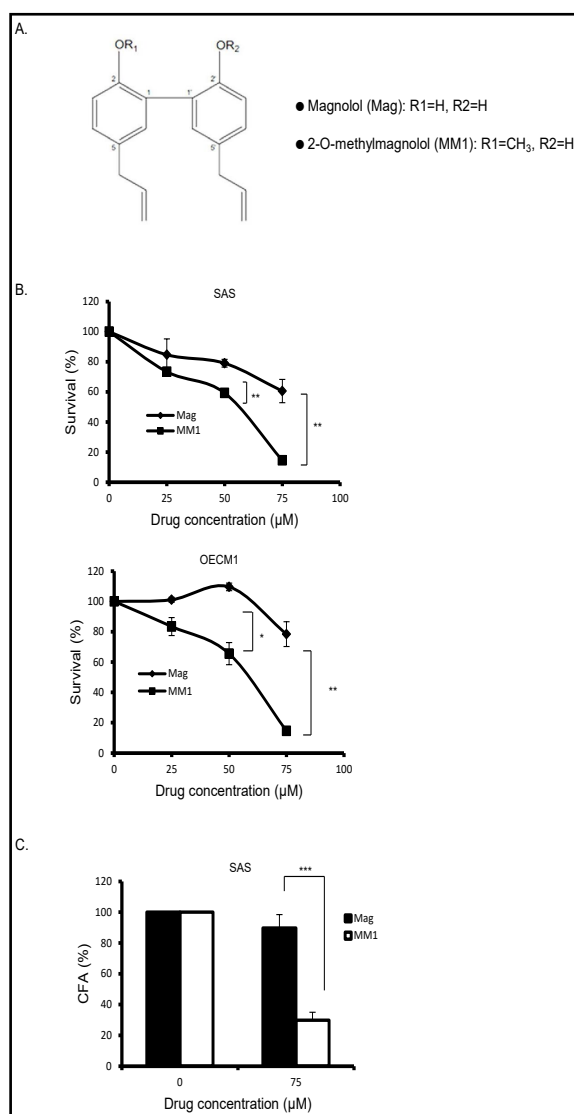 A.
OR1 OR2
2 2'
1 1'
5 5'
● Magnolol (Mag): R1=H, R2=H
● 2-O-methylmagnolol (MM1): R1=CH3, R2=H
B.
SAS
120
100
80
60
40
20
0
Survival (%)
**
**
Mag
MM1
0 25 50 75 100
Drug concentration (µM)
OECM1
120
100
80
60
40
20
0
Survival (%)
*
**
Mag
MM1
0 25 50 75 100
Drug concentration (µM)
C.
SAS
120
100
80
60
40
20
0
CFA (%)
***
Mag
MM1
0 75
Drug concentration (µM)